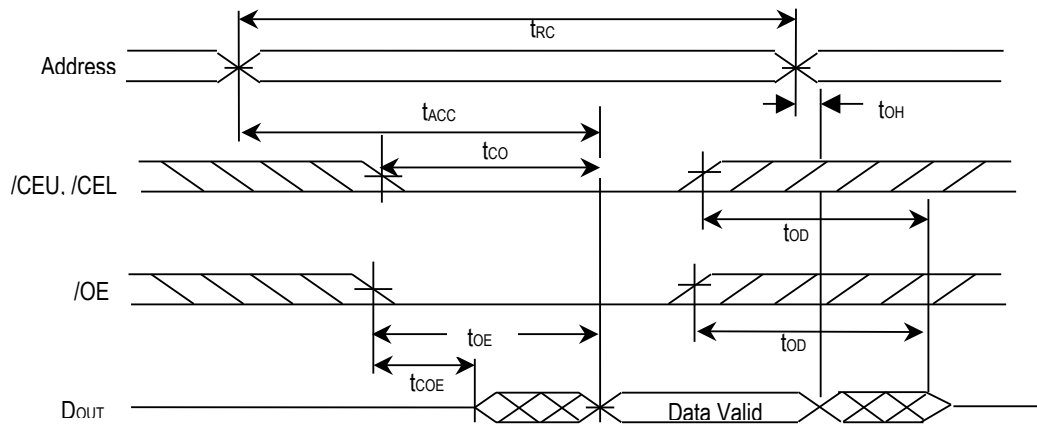 tRC
Address
tOH
tACC
tCO
/CEU, /CEL
tOD
/OE
tOE
tOD
tCOE
DOUT
Data Valid